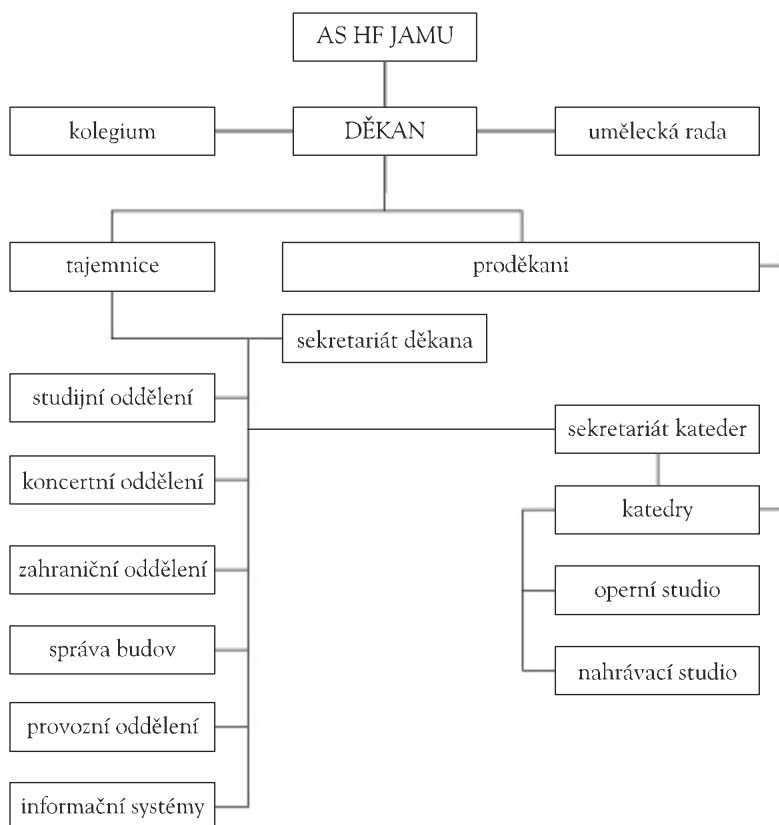 AS HF JAMU
kolegium
DĚKAN
umělecká rada
tajemnice
proděkani
sekretariát děkana
studijní oddělení
sekretariát kateder
koncertní oddělení
katedry
zahraniční oddělení
operní studio
správa budov
nahrávací studio
provozní oddělení
informační systémy